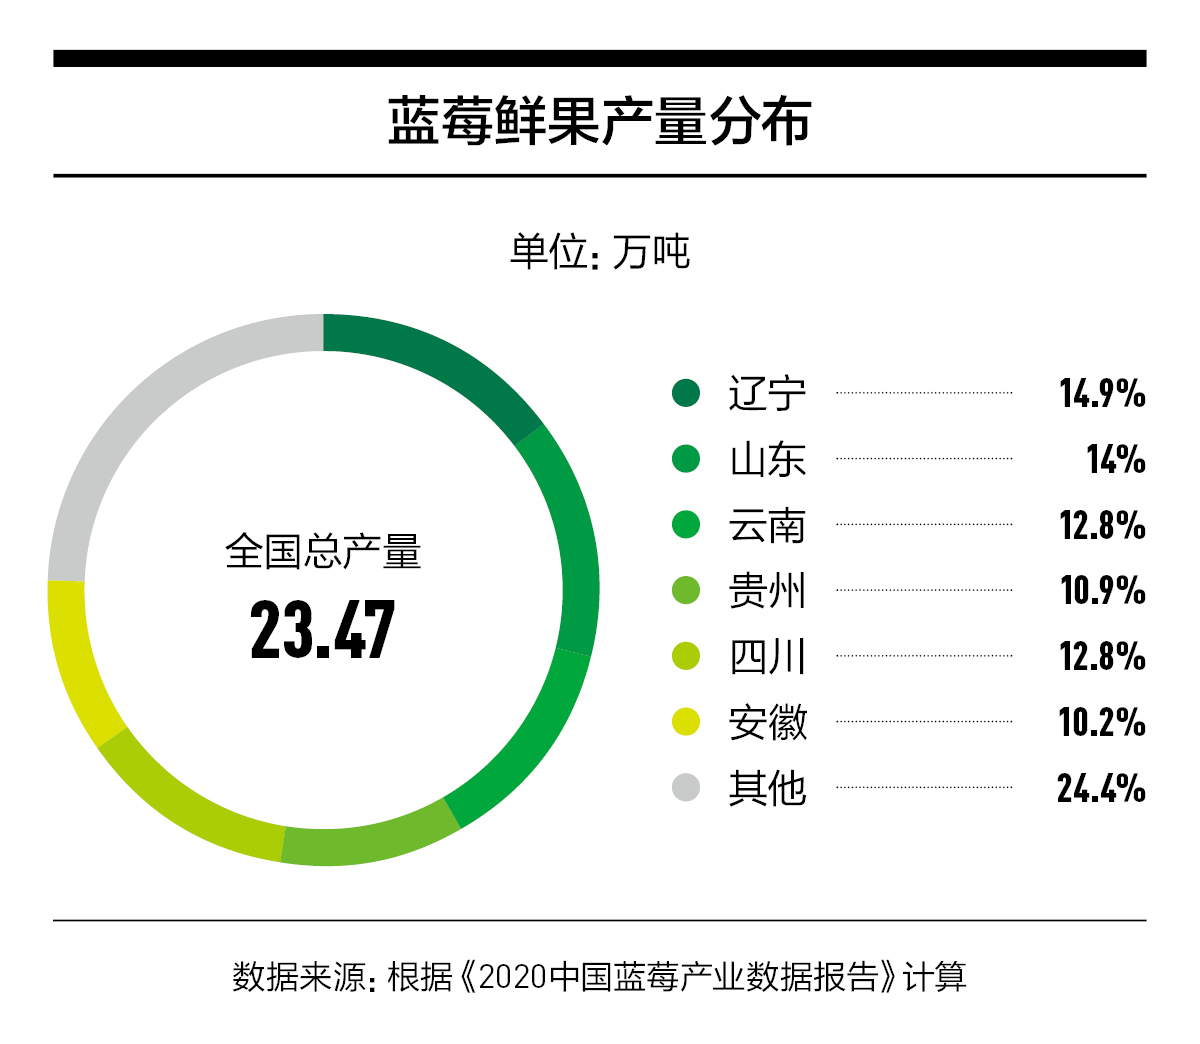 蓝莓鲜果产量分布
单位：万吨
全国总产量
23.47
辽宁 14.9%
山东 14%
云南 12.8%
贵州 10.9%
四川 12.8%
安徽 10.2%
其他 24.4%
数据来源：根据《2020中国蓝莓产业数据报告》计算